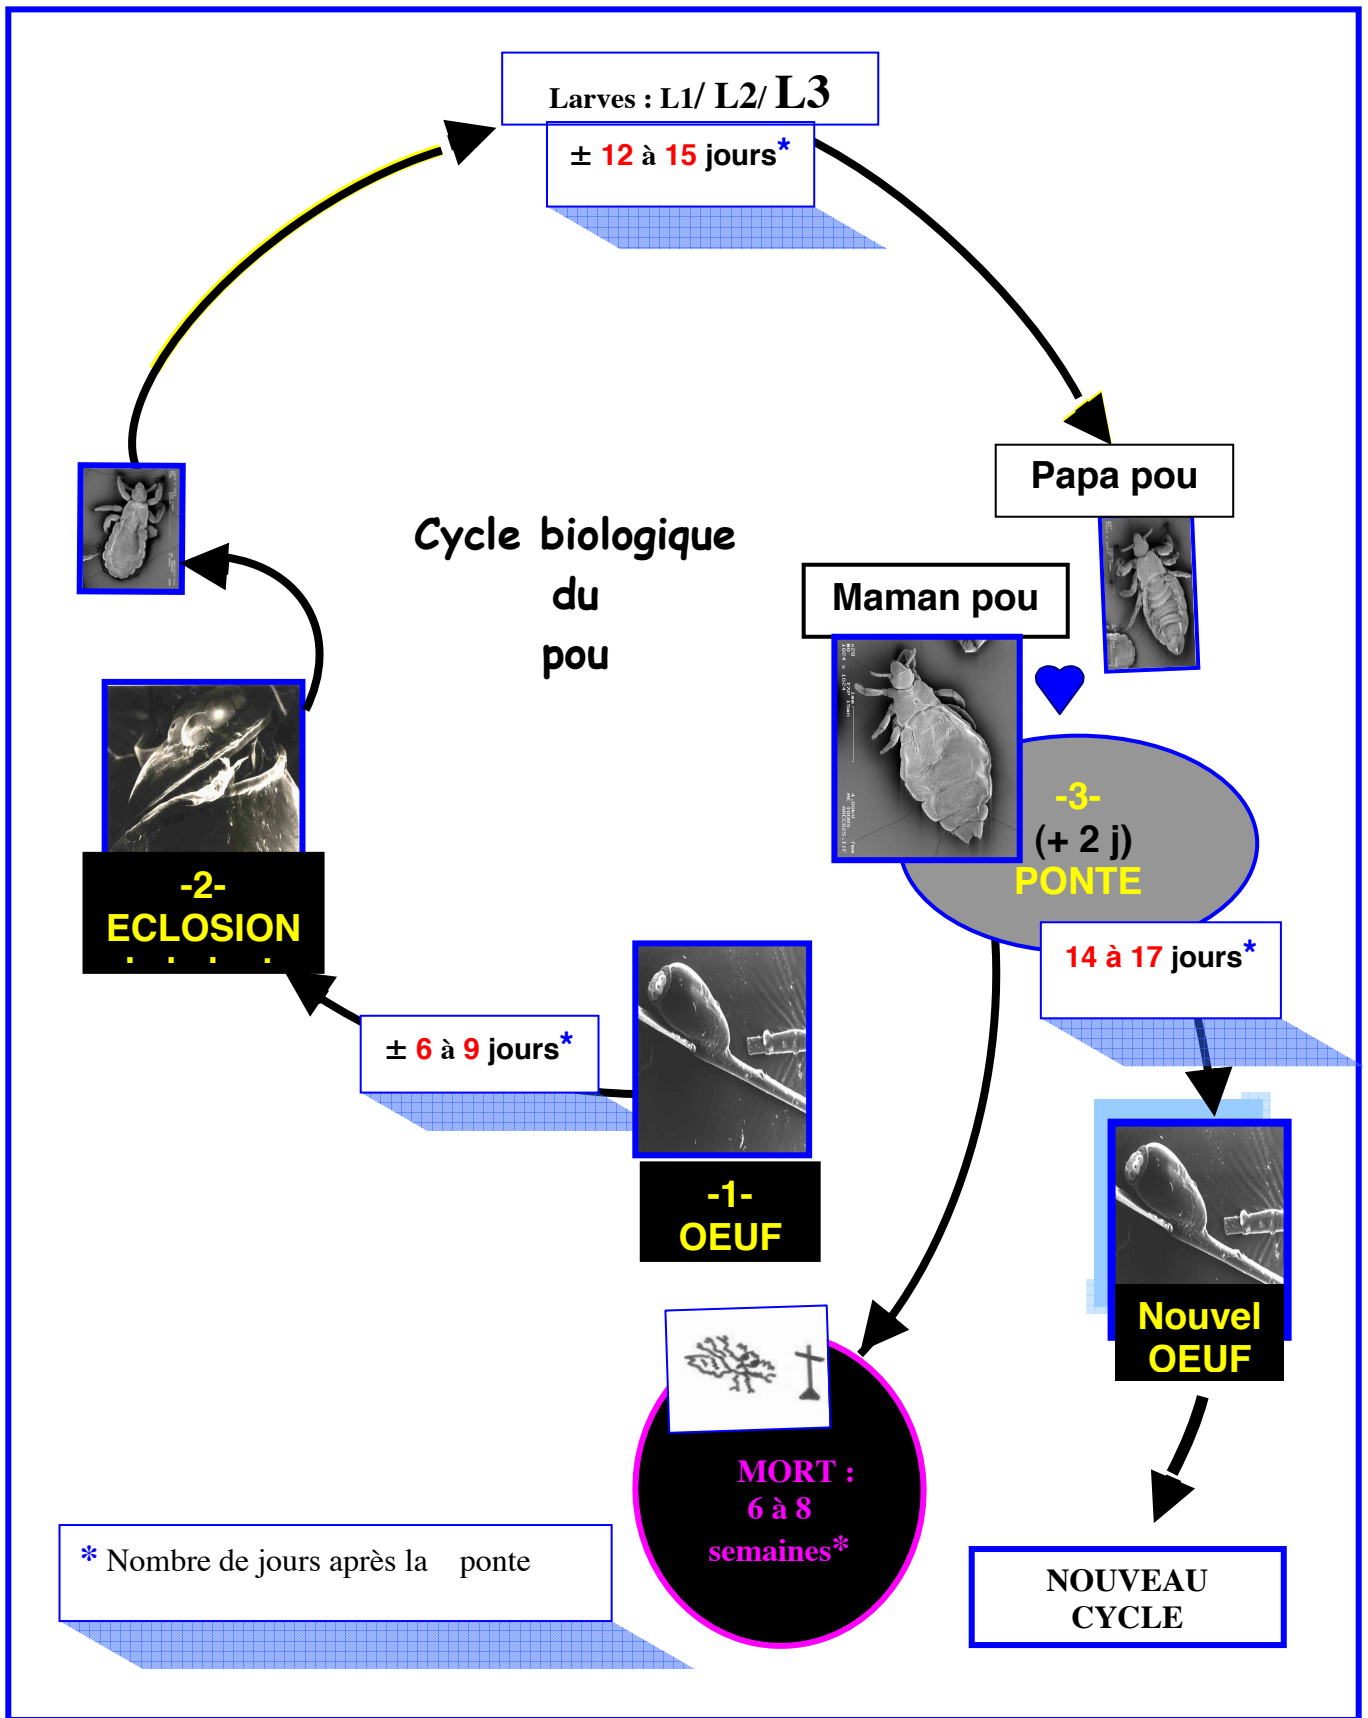 Larves : L1/ L2/ L3
± 12 à 15 jours*
Papa pou
Cycle biologique
du
pou
Maman pou
-3-
(+ 2 j)
PONTE
-2-
ECLOSION
14 à 17 jours*
± 6 à 9 jours*
-1-
OEUF
Nouvel
OEUF
MORT :
6 à 8
semaines*
* Nombre de jours après la ponte
NOUVEAU
CYCLE